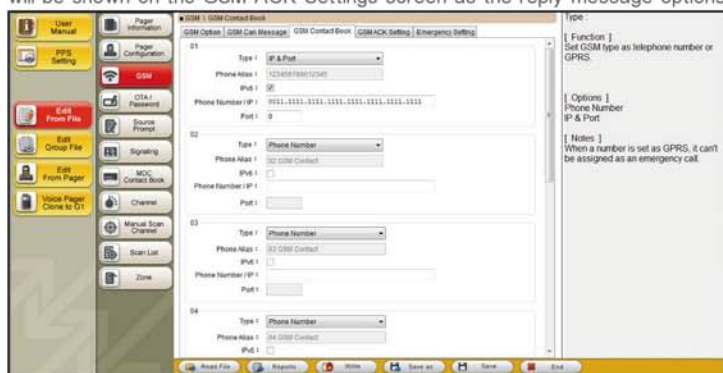 will be shown on the GSM ACK Settings screen as the reply message options
User Manual
PPS Setting
Edit From File
Edit Group File
Edit From Pager
Voice Pager Clone to G1
Pager Information
Pager Configuration
GSM
OTA / Password
Source Prompt
Signaling
MDC Contact Book
Channel
Manual Scan Channel
Scan List
Zone
GSM \ GSM Contact Book
GSM Option GSM Call Message GSM Contact Book GSM ACK Setting Emergency Setting
01
Type : IP & Port
Phone Alias : 123456789012345
IPv6 :
Phone Number / IP : 1111.1111.1111.1111.1111.1111.1111.1111
Port : 0
02
Type : Phone Number
Phone Alias : 02 GSM Contact
IPv6 :
Phone Number / IP :
Port :
03
Type : Phone Number
Phone Alias : 03 GSM Contact
IPv6 :
Phone Number / IP :
Port :
04
Type : Phone Number
Phone Alias : 04 GSM Contact
IPv6 :
Type :
[ Function ]
Set GSM type as telephone number or
GPRS.
[ Options ]
Phone Number
IP & Port
[ Notes ]
When a number is set as GPRS, it can't
be assigned as an emergency call.
Read File Reports Write Save as Save End